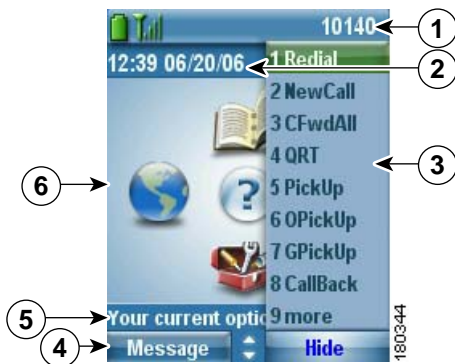 10140
1
12:39 06/20/06
2
1 Redial
2 NewCall
3 CFwdAll
4 QRT
5 PickUp
6 OPickUp
7 GPickUp
8 CallBack
9 more
3
6
?
5
Your current optio
4
Message
Hide
180344